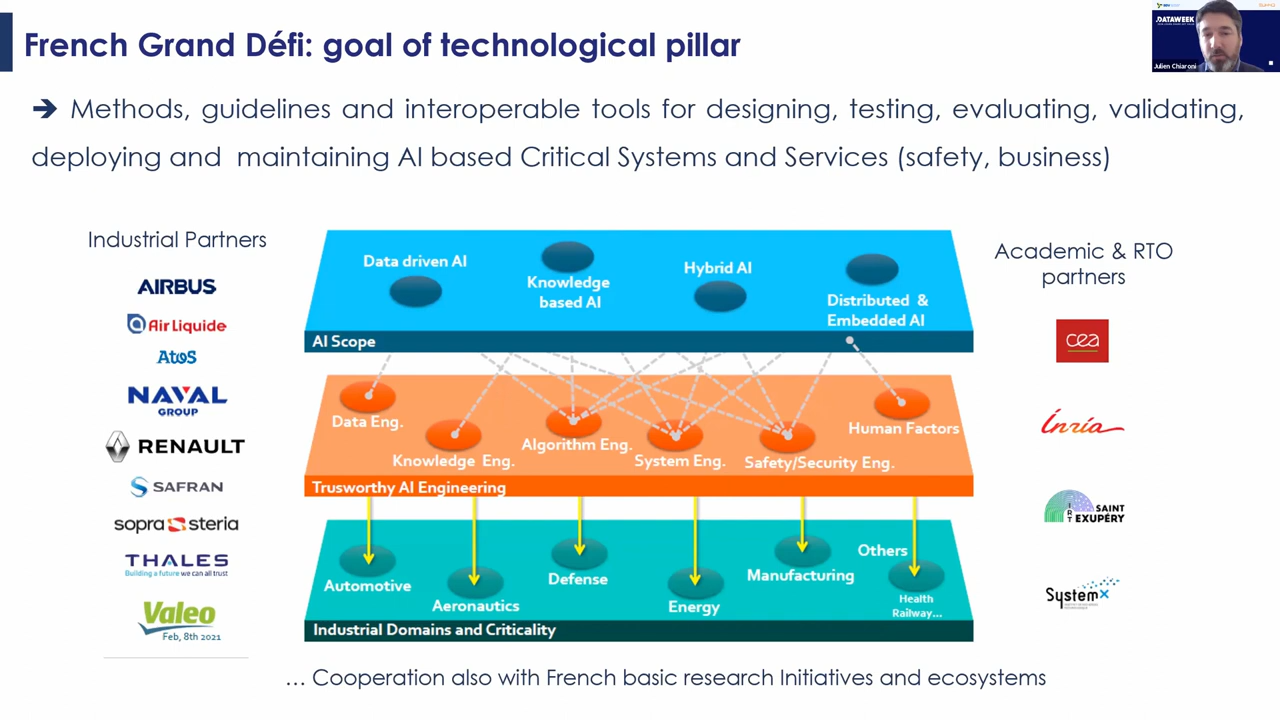 French Grand Défi: goal of technological pillar
DATAWEEK
Julien Chiaroni
➔ Methods, guidelines and interoperable tools for designing, testing, evaluating, validating,
deploying and maintaining AI based Critical Systems and Services (safety, business)
Industrial Partners
AIRBUS
Air Liquide
Atos
NAVAL
GROUP
RENAULT
SAFRAN
sopra steria
THALES
Building a future we can all trust
Valeo
Feb, 8th 2021
Data driven AI
Knowledge
based AI
Hybrid AI
Distributed &
Embedded AI
AI Scope
Data Eng.
Knowledge Eng.
Algorithm Eng.
System Eng.
Safety/Security Eng.
Human Factors
Trusworthy AI Engineering
Automotive
Aeronautics
Defense
Energy
Manufacturing
Others
Health
Railway...
Industrial Domains and Criticality
Academic & RTO
partners
cea
Inria
IRT
SAINT
EXUPÉRY
SystemX
... Cooperation also with French basic research Initiatives and ecosystems